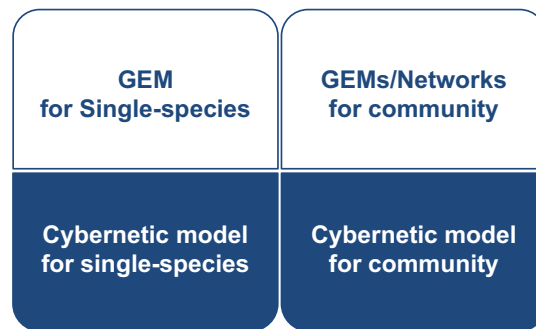 GEM
for Single-species
GEMs/Networks
for community
Cybernetic model
for single-species
Cybernetic model
for community